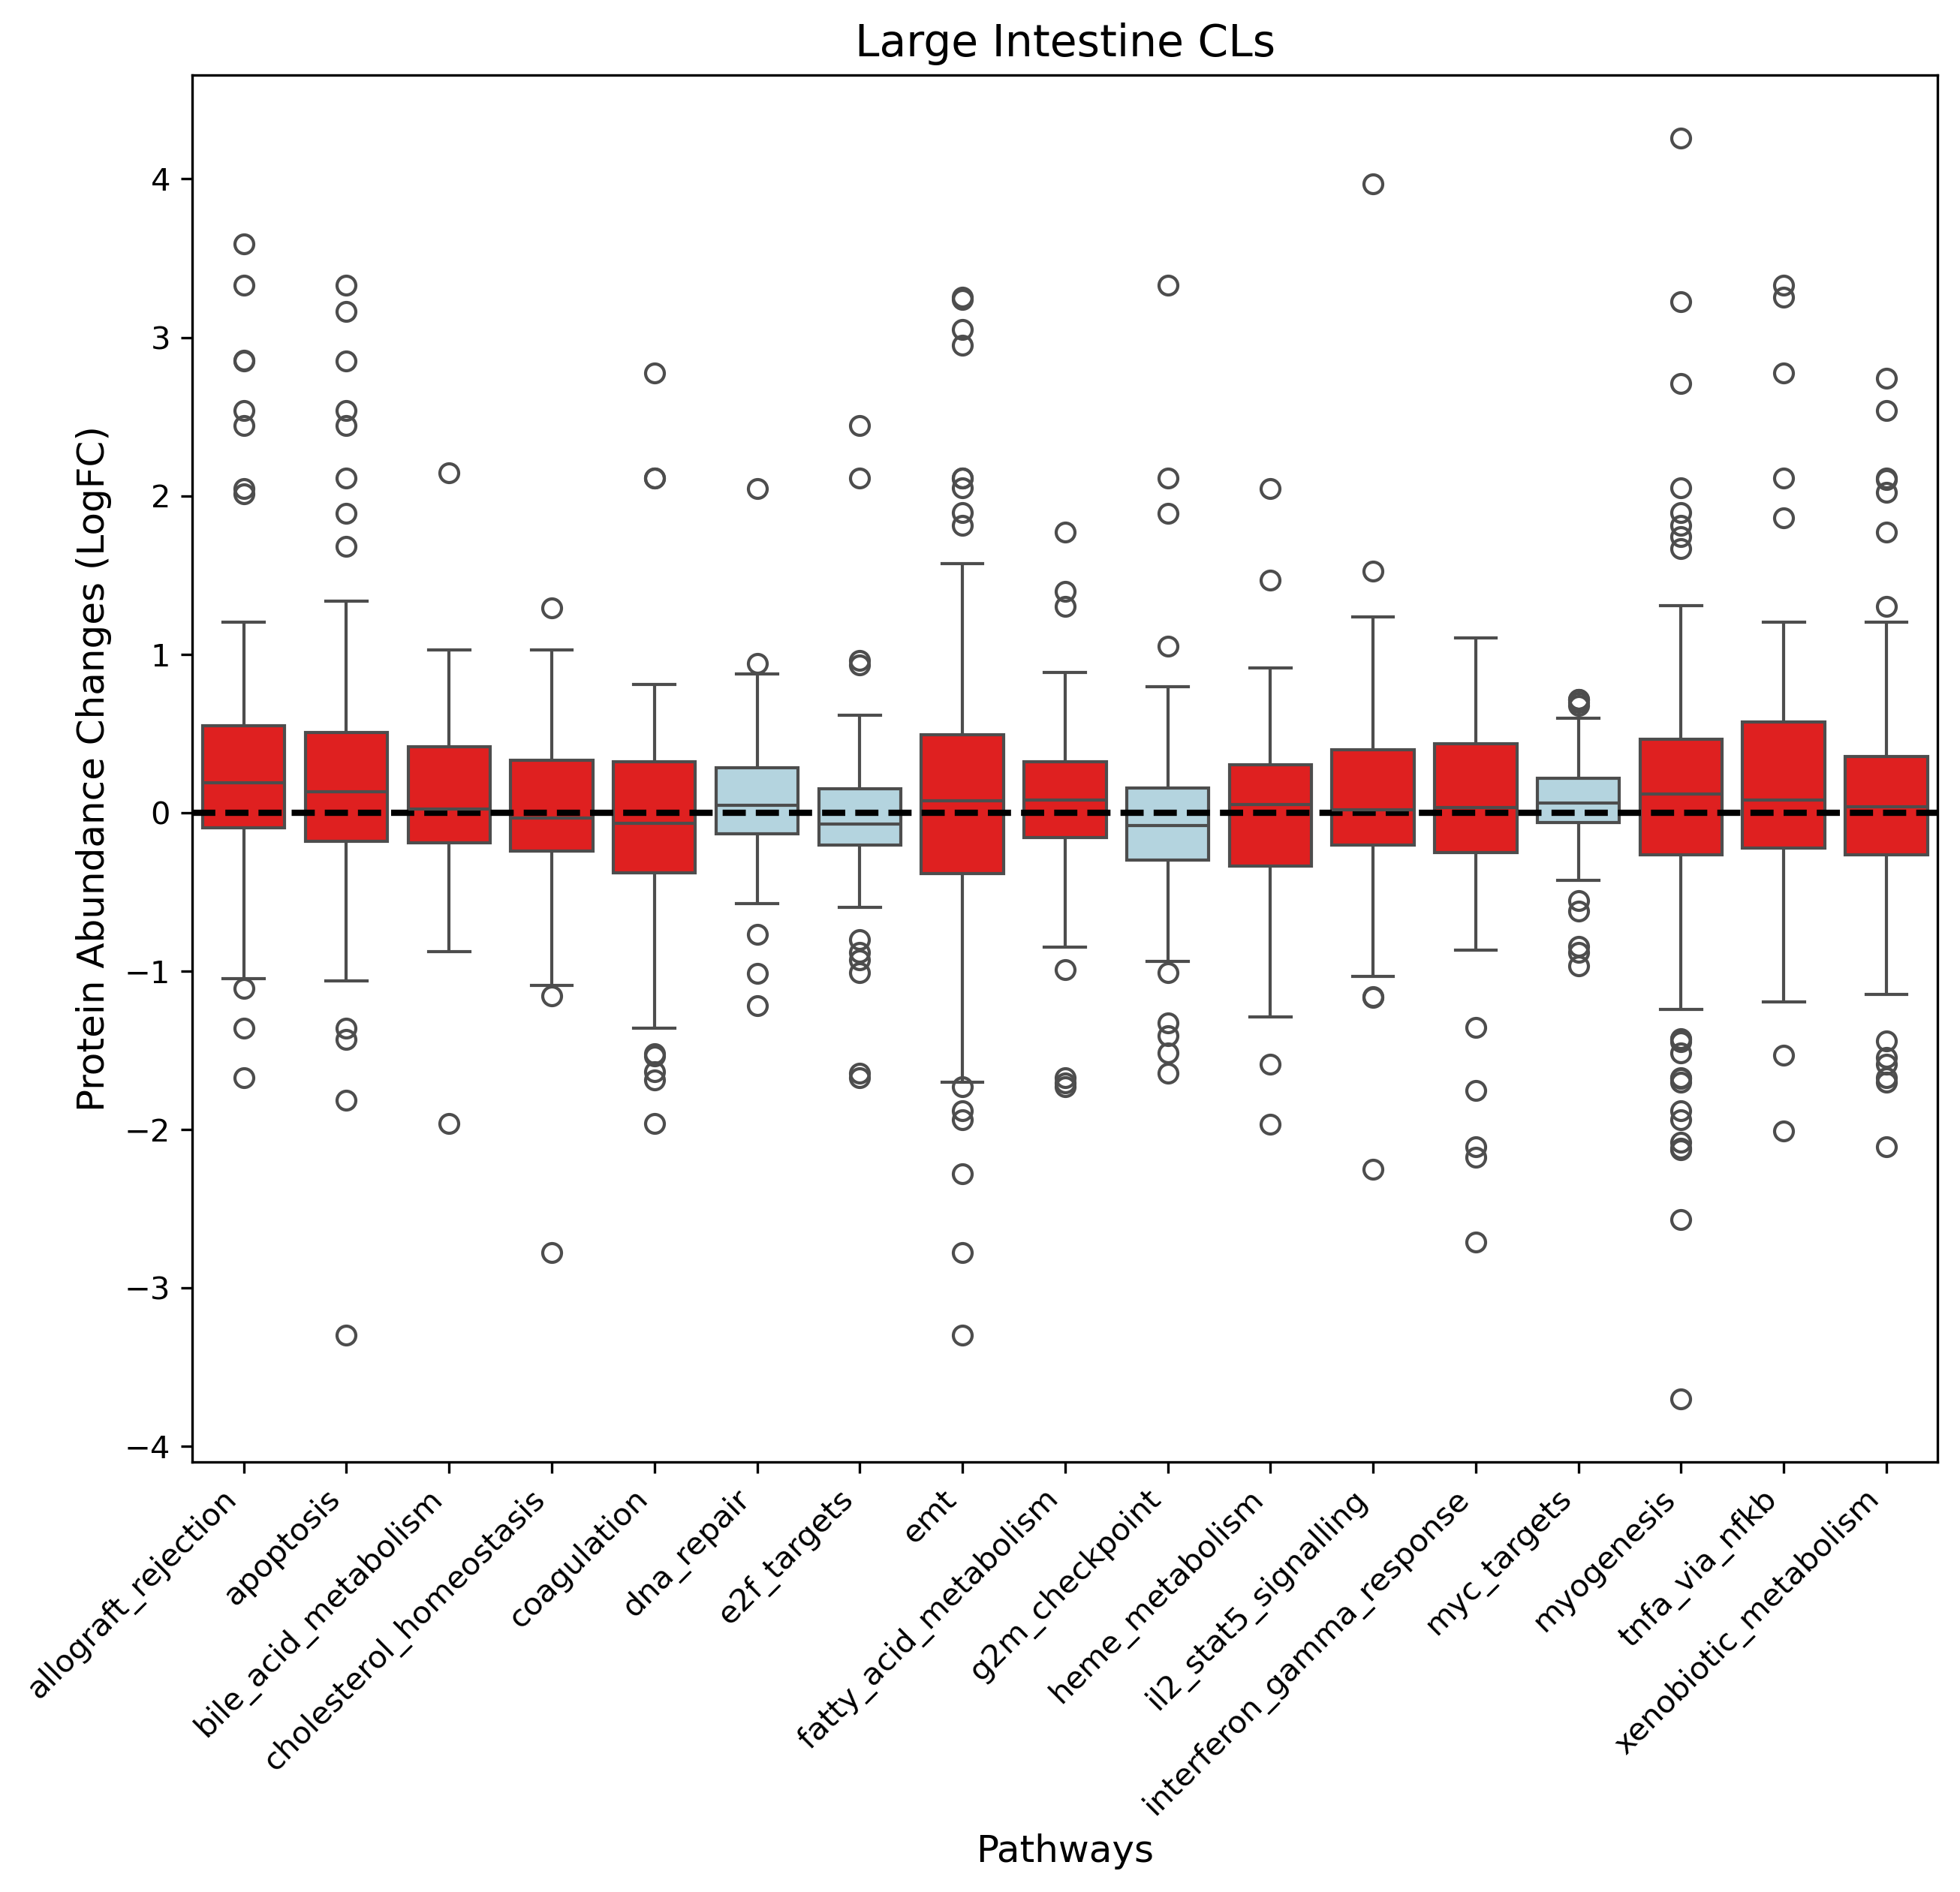 Large Intestine CLs
Protein Abundance Changes (LogFC)
4
3
2
1
0
−1
−2
−3
−4
allograft_rejection
apoptosis
bile_acid_metabolism
cholesterol_homeostasis
coagulation
dna_repair
e2f_targets
emt
fatty_acid_metabolism
g2m_checkpoint
heme_metabolism
il2_stat5_signalling
interferon_gamma_response
myc_targets
myogenesis
tnfa_via_nfkb
xenobiotic_metabolism
Pathways